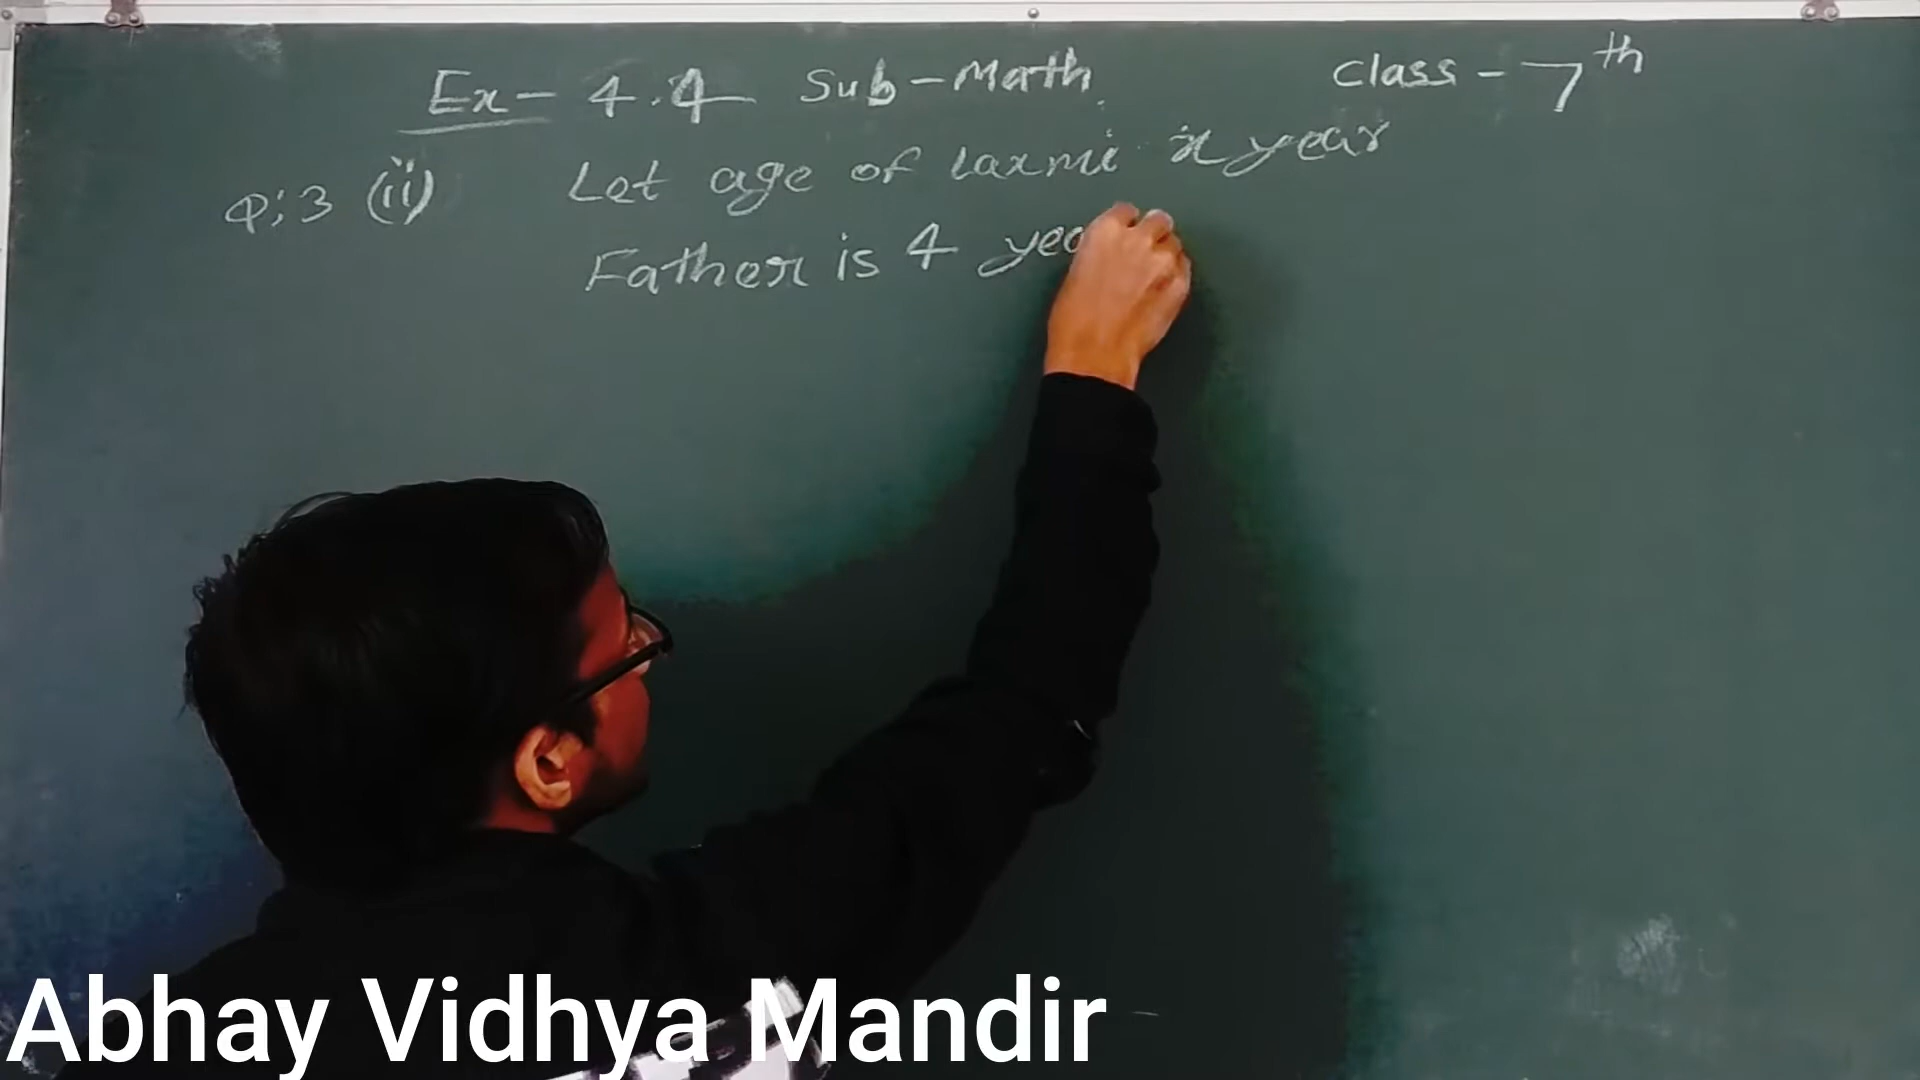 Ex- 4.4 Sub-Math Class-7th
Q:3 (ii) Let age of Laxmi x year
Father is 4 yea
Abhay Vidhya Mandir